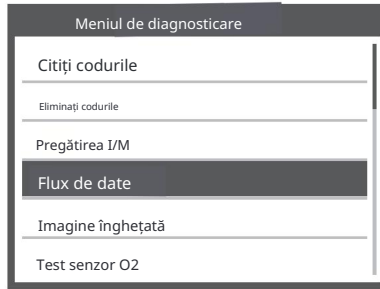 Meniul de diagnosticare
Citiți codurile
Eliminați codurile
Pregătirea I/M
Flux de date
Imagine înghețată
Test senzor O2